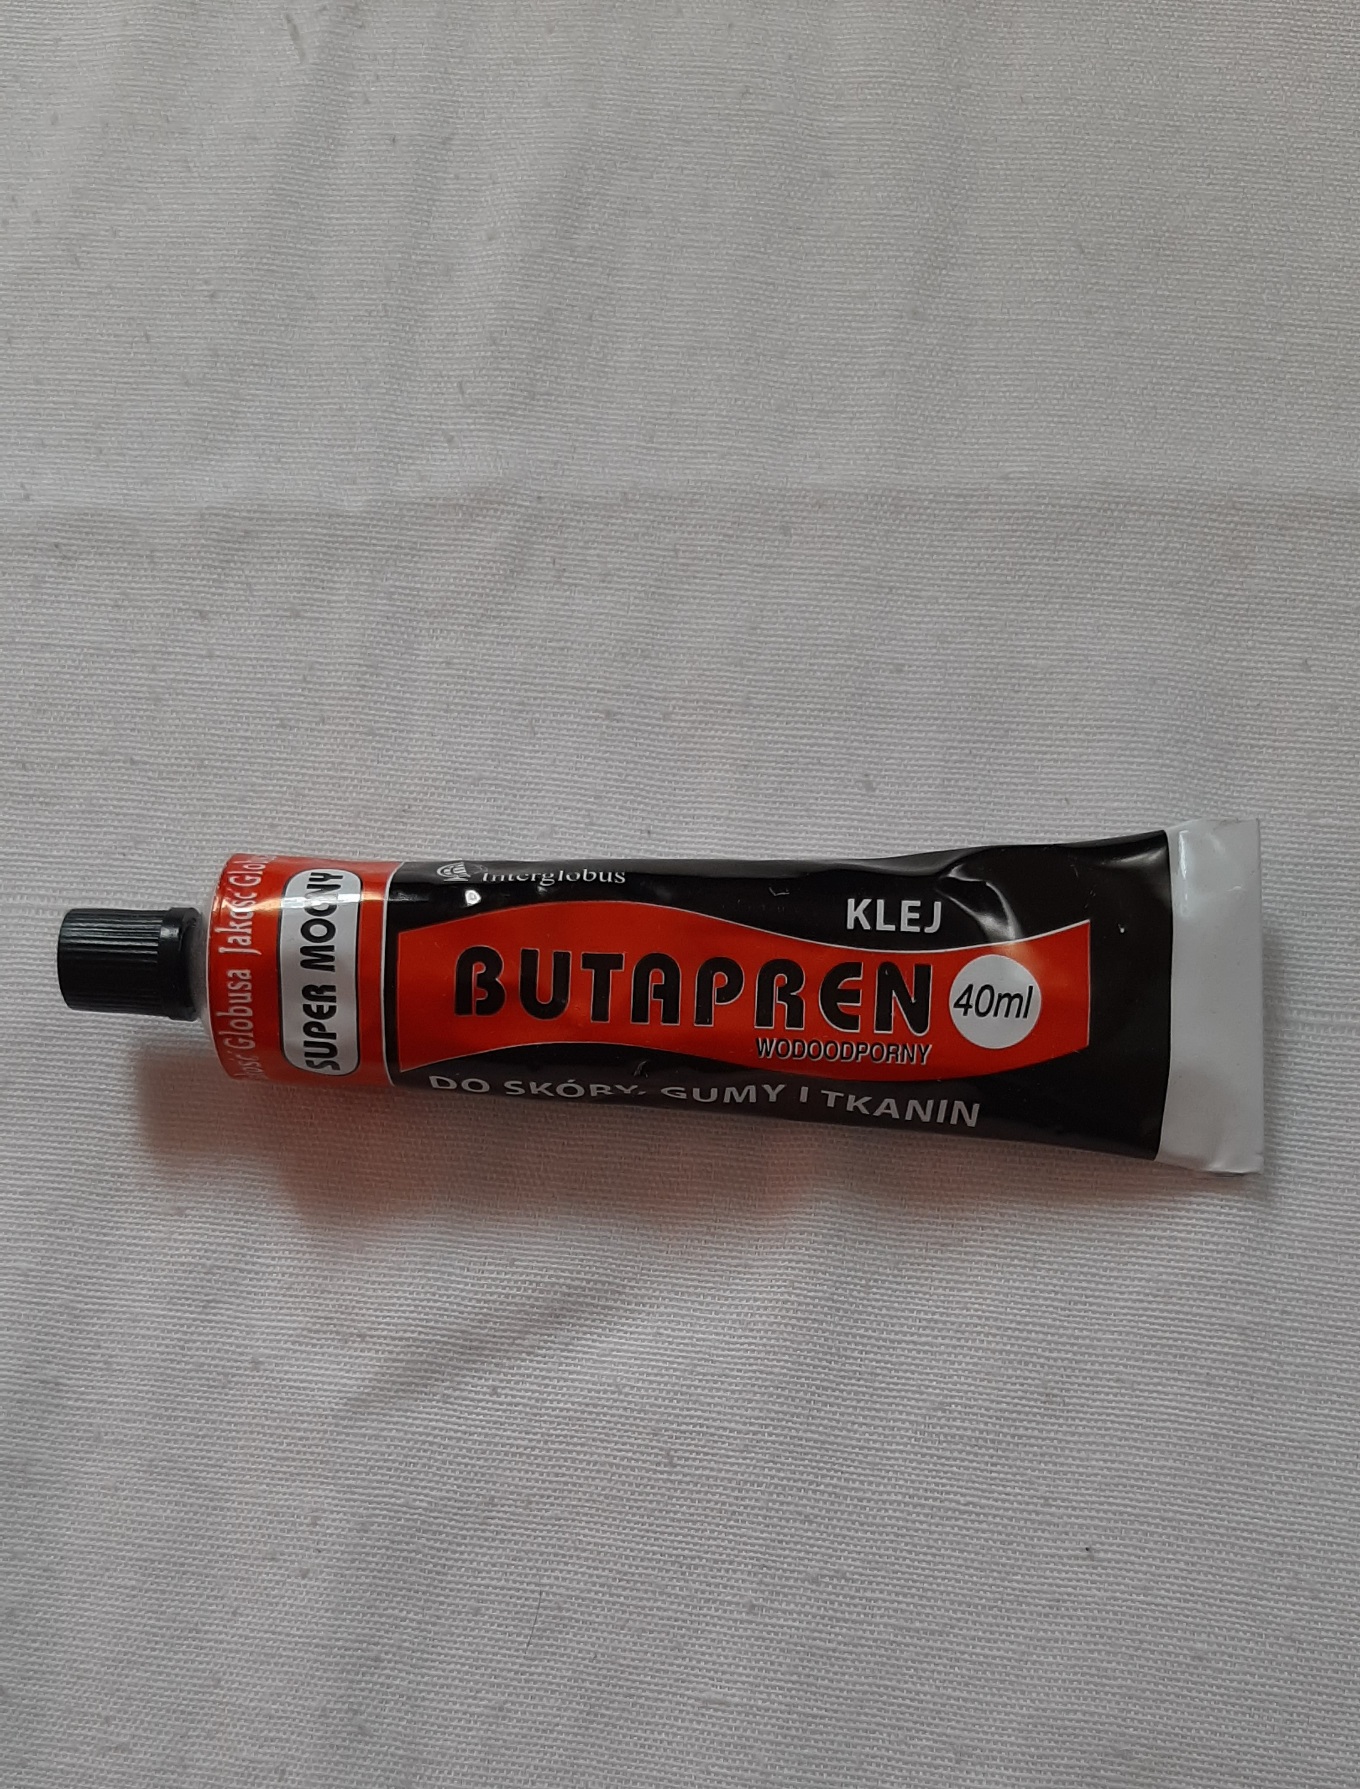 Jakość Globusa
SUPER MOCNY
interglobus
KLEJ
BUTAPREN
40ml
WODOODPORNY
DO SKÓRY, GUMY I TKANIN